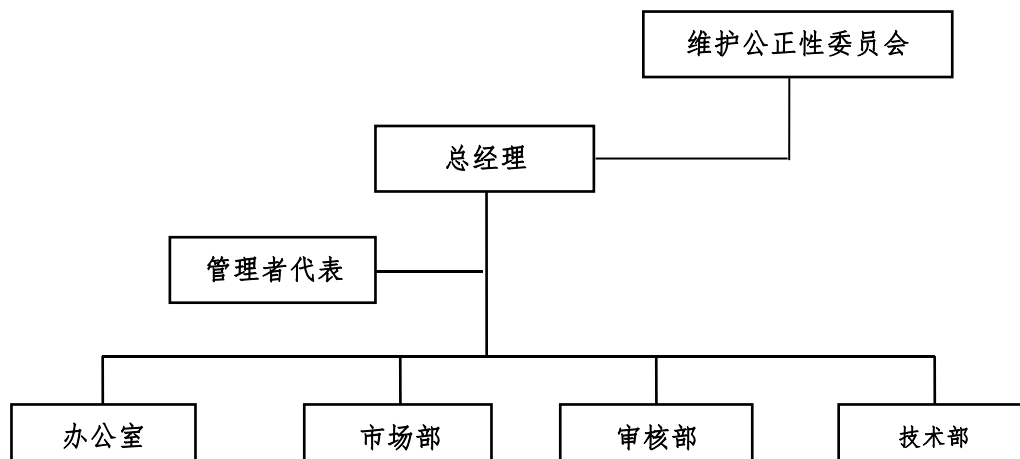 维护公正性委员会
总经理
管理者代表
办公室
市场部
审核部
技术部